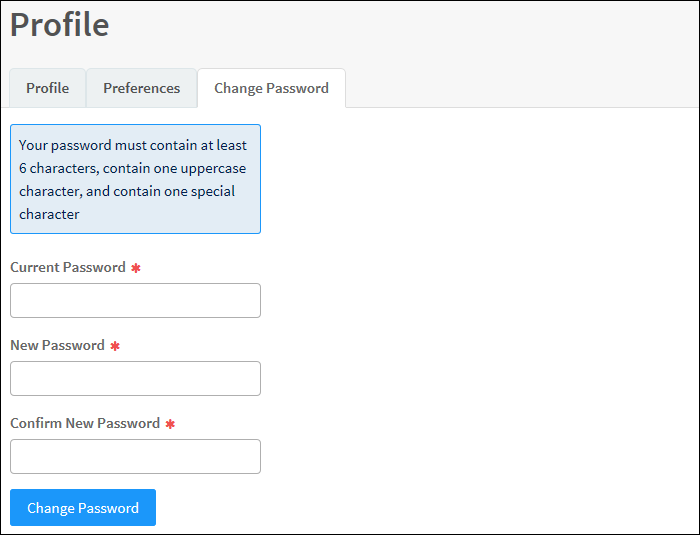 Profile
Profile Preferences Change Password
Your password must contain at least
6 characters, contain one uppercase
character, and contain one special
character
Current Password ✱
New Password ✱
Confirm New Password ✱
Change Password